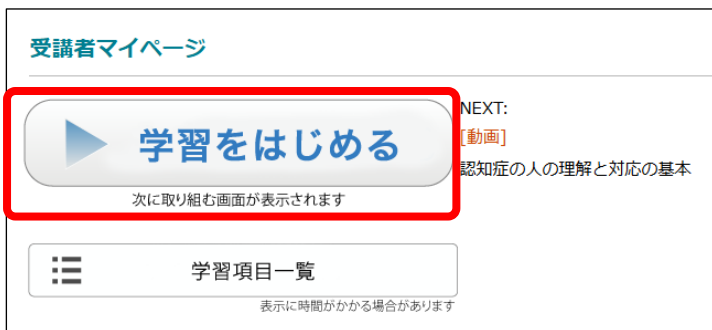 受講者マイページ
学習をはじめる
次に取り組む画面が表示されます
NEXT:
[動画]
認知症の人の理解と対応の基本
学習項目一覧
表示に時間がかかる場合があります